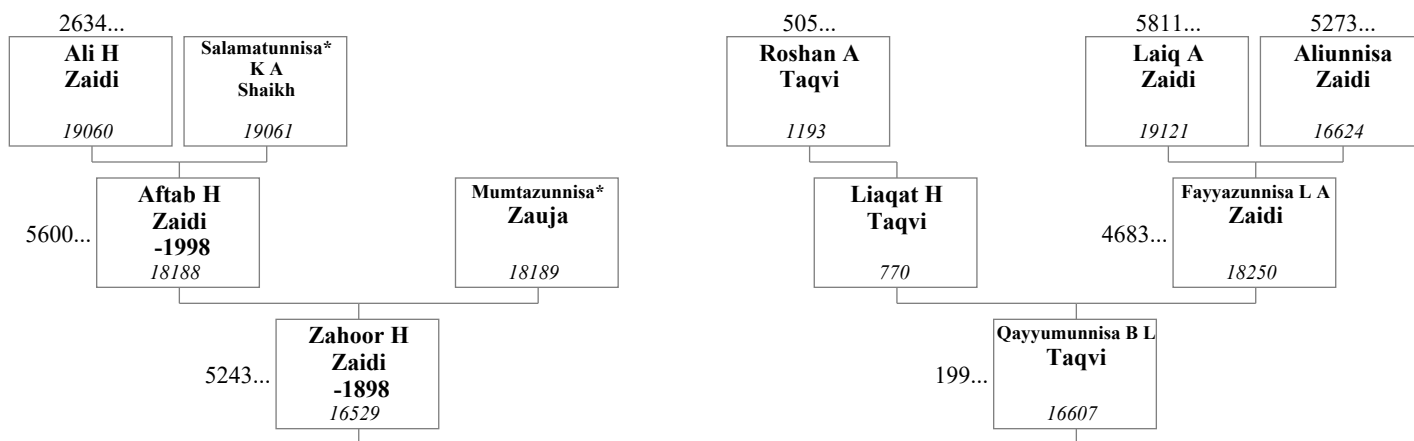 2634...
505...
5811...
5273...
Ali H
Zaidi
19060
Salamatunnisa*
K A
Shaikh
19061
Roshan A
Taqvi
1193
Laiq A
Zaidi
19121
Aliunnisa
Zaidi
16624
5600...
Aftab H
Zaidi
-1998
18188
Mumtazunnisa*
Zauja
18189
Liaqat H
Taqvi
770
4683...
Fayyazunnisa L A
Zaidi
18250
5243...
Zahoor H
Zaidi
-1898
16529
199...
Qayyumunnisa B L
Taqvi
16607